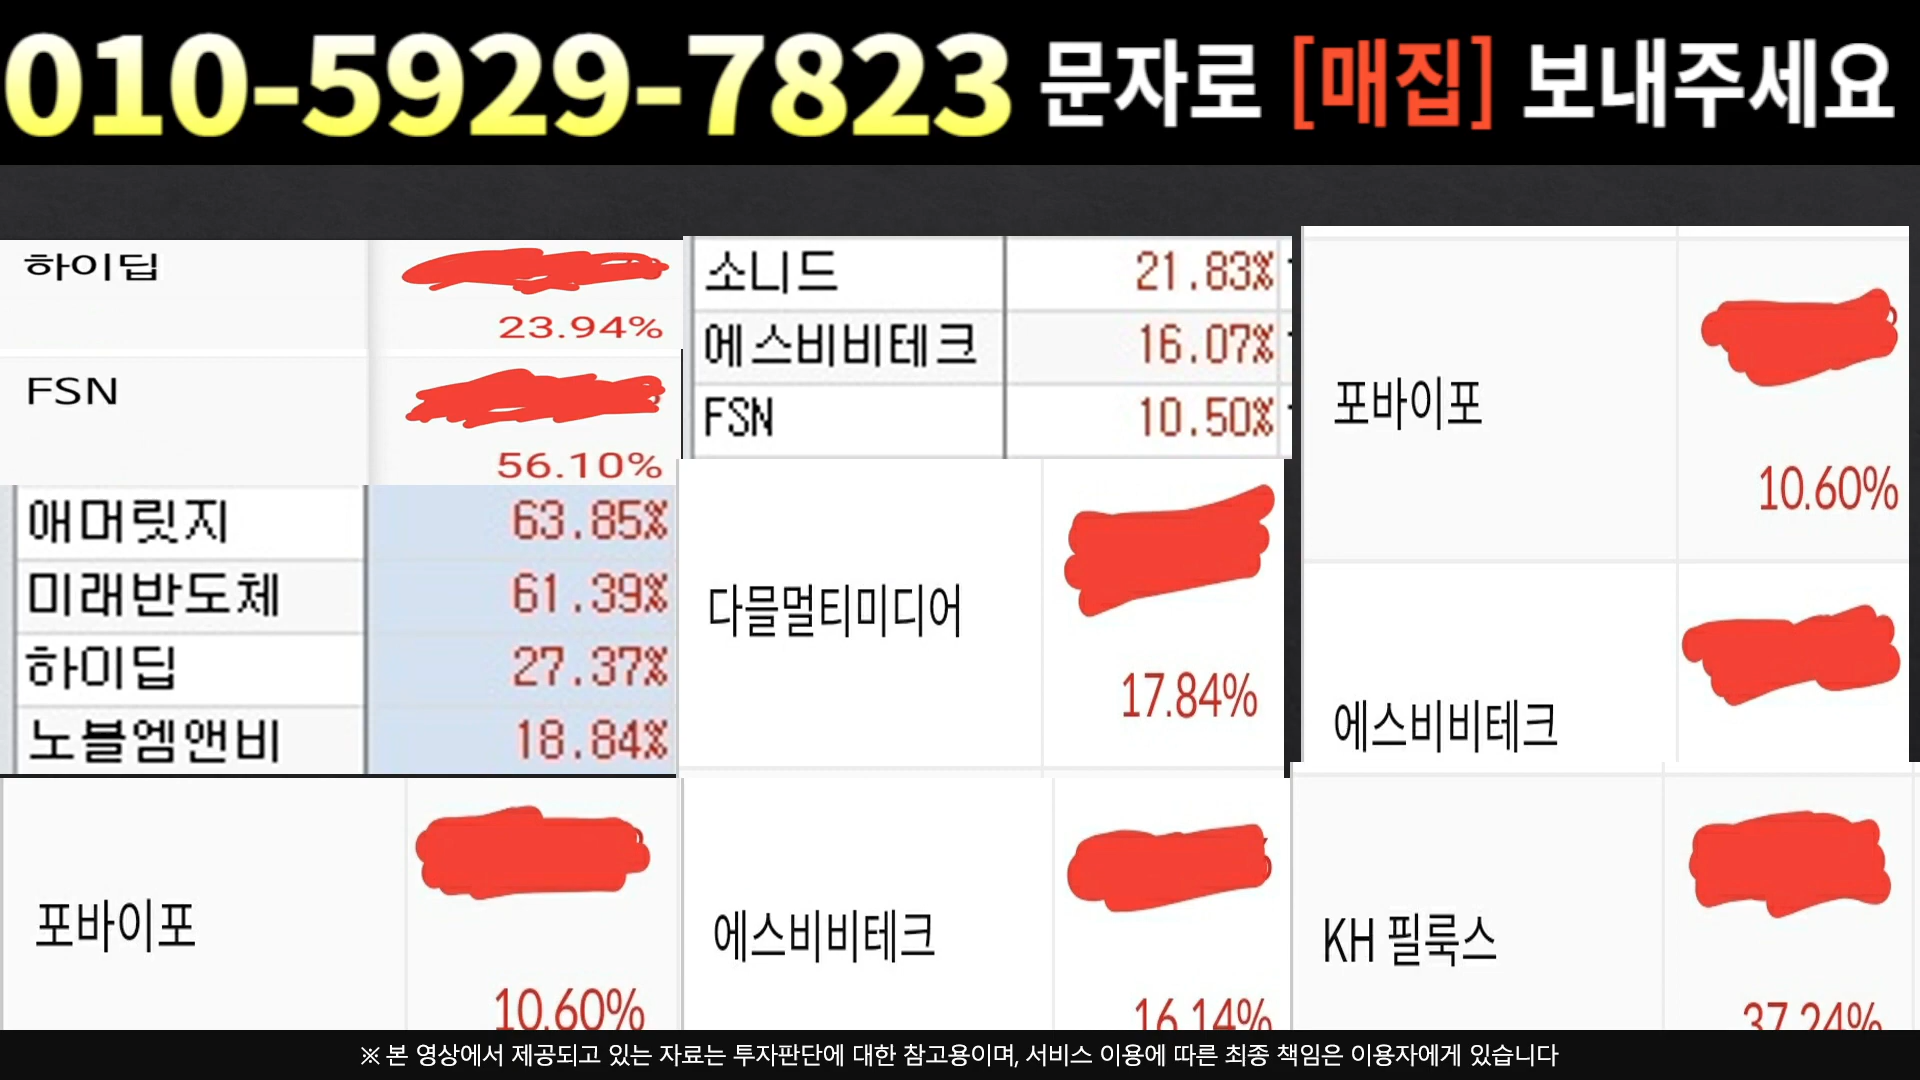 010-5929-7823 문자로 [매집] 보내주세요
하이딥
23.94%
FSN
56.10%
애머릿지 63.85%
미래반도체 61.39%
하이딥 27.37%
노블엠앤비 18.84%
소니드 21.83%
에스비비테크 16.07%
FSN 10.50%
다믈멀티미디어
17.84%
포바이포
10.60%
에스비비테크
포바이포
10.60%
에스비비테크
16.14%
KH 필룩스
37.24%
※ 본 영상에서 제공되고 있는 자료는 투자판단에 대한 참고용이며, 서비스 이용에 따른 최종 책임은 이용자에게 있습니다